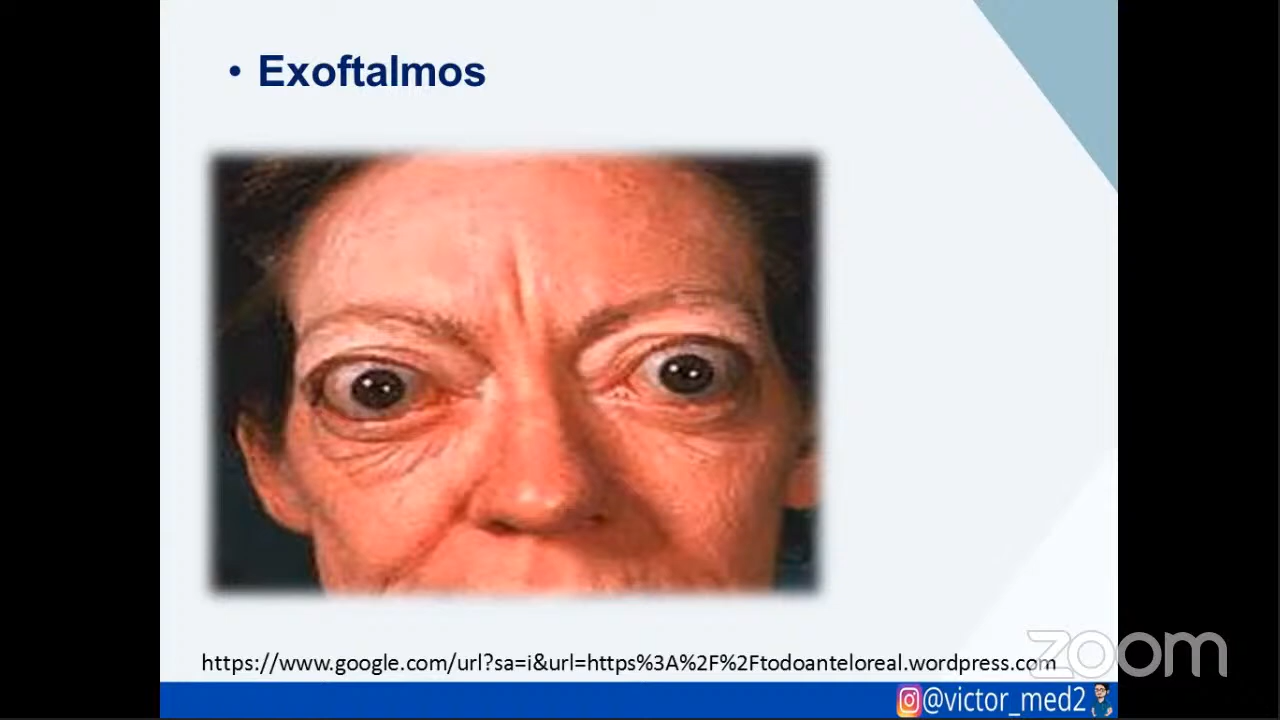 • Exoftalmos
https://www.google.com/url?sa=i&url=https%3A%2F%2Ftodoanteloreal.wordpress.com
zoom
@victor_med2